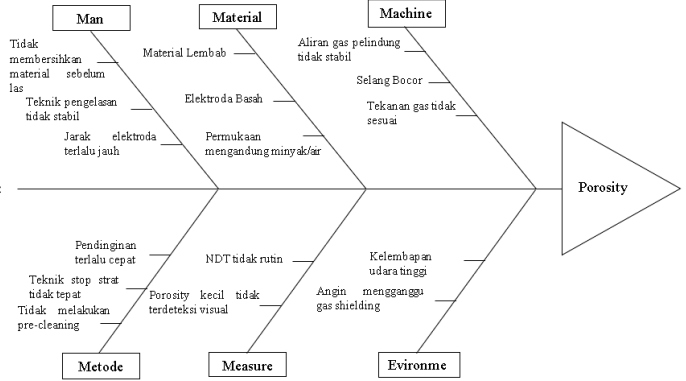 Man
Material
Machine
Tidak
membersihkan
material sebelum
las
Teknik pengelasan
tidak stabil
Jarak elektroda
terlalu jauh
Material Lembab
Elektroda Basah
Permukaan
mengandung minyak/air
Aliran gas pelindung
tidak stabil
Selang Bocor
Tekanan gas tidak
sesuai
Porosity
Pendinginan
terlalu cepat
Teknik stop strat
tidak tepat
Tidak melakukan
pre-cleaning
NDT tidak rutin
Porosity kecil tidak
terdeteksi visual
Kelembapan
udara tinggi
Angin mengganggu
gas shielding
Metode
Measure
Evironme